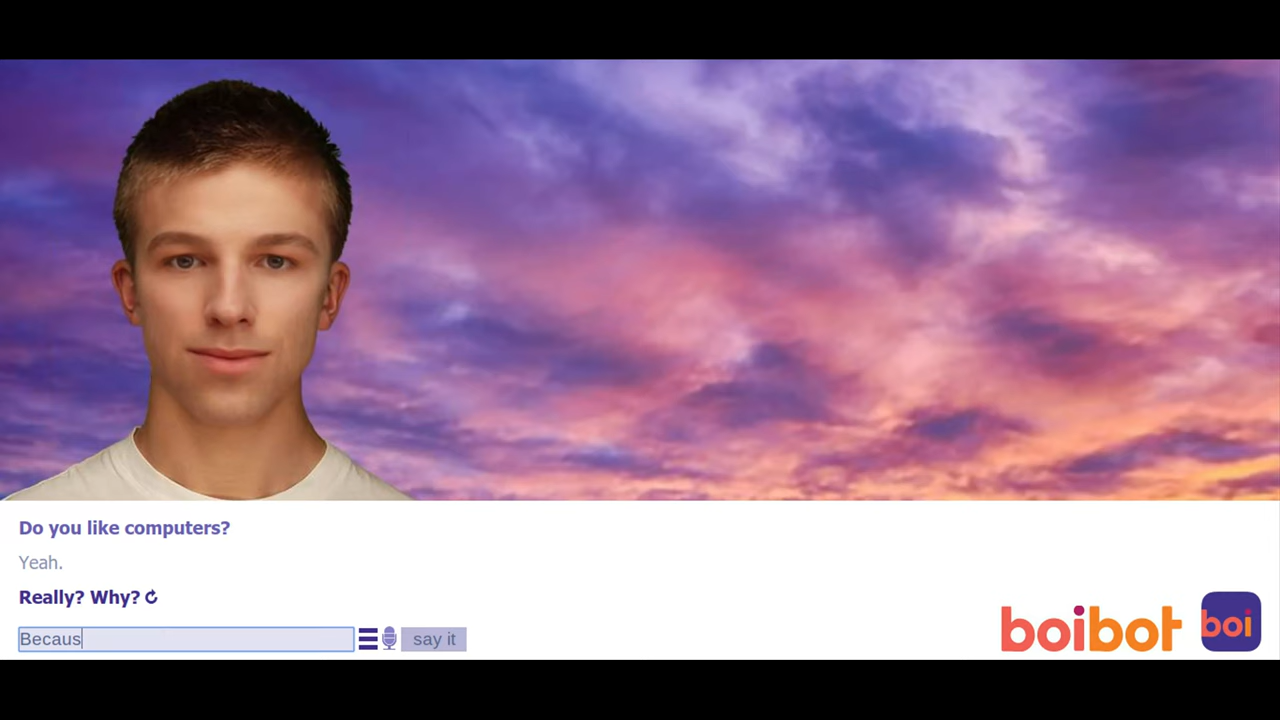 Do you like computers?
Yeah.
Really? Why?
Becaus
say it
boibot
boi